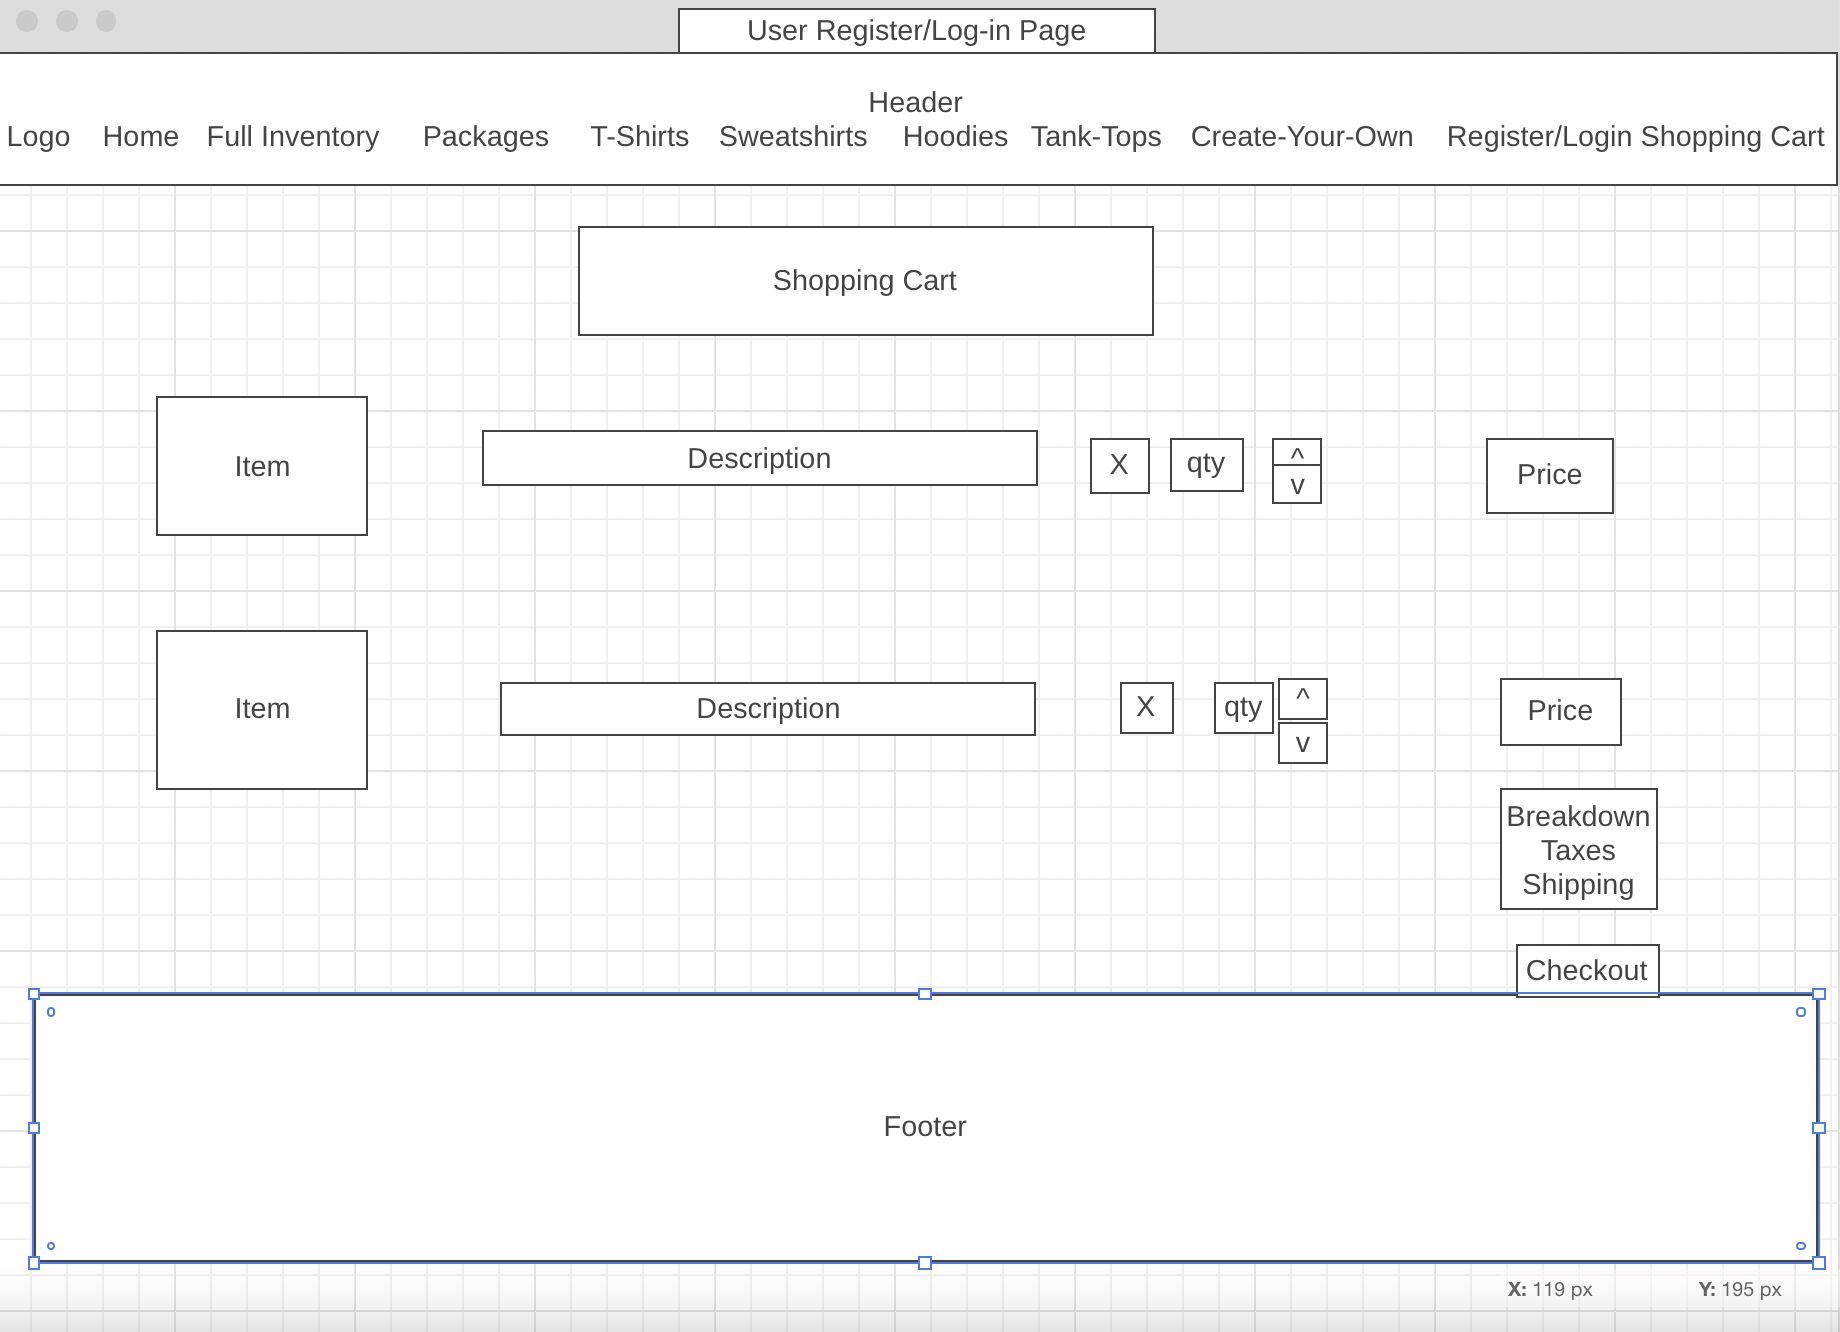 User Register/Log-in Page
Header
Logo Home Full Inventory Packages T-Shirts Sweatshirts Hoodies Tank-Tops Create-Your-Own Register/Login Shopping Cart
Shopping Cart
Item Description X qty ^ Price
v
Item Description X qty ^ Price
v
Breakdown
Taxes
Shipping
Checkout
Footer
X: 119 px Y: 195 px